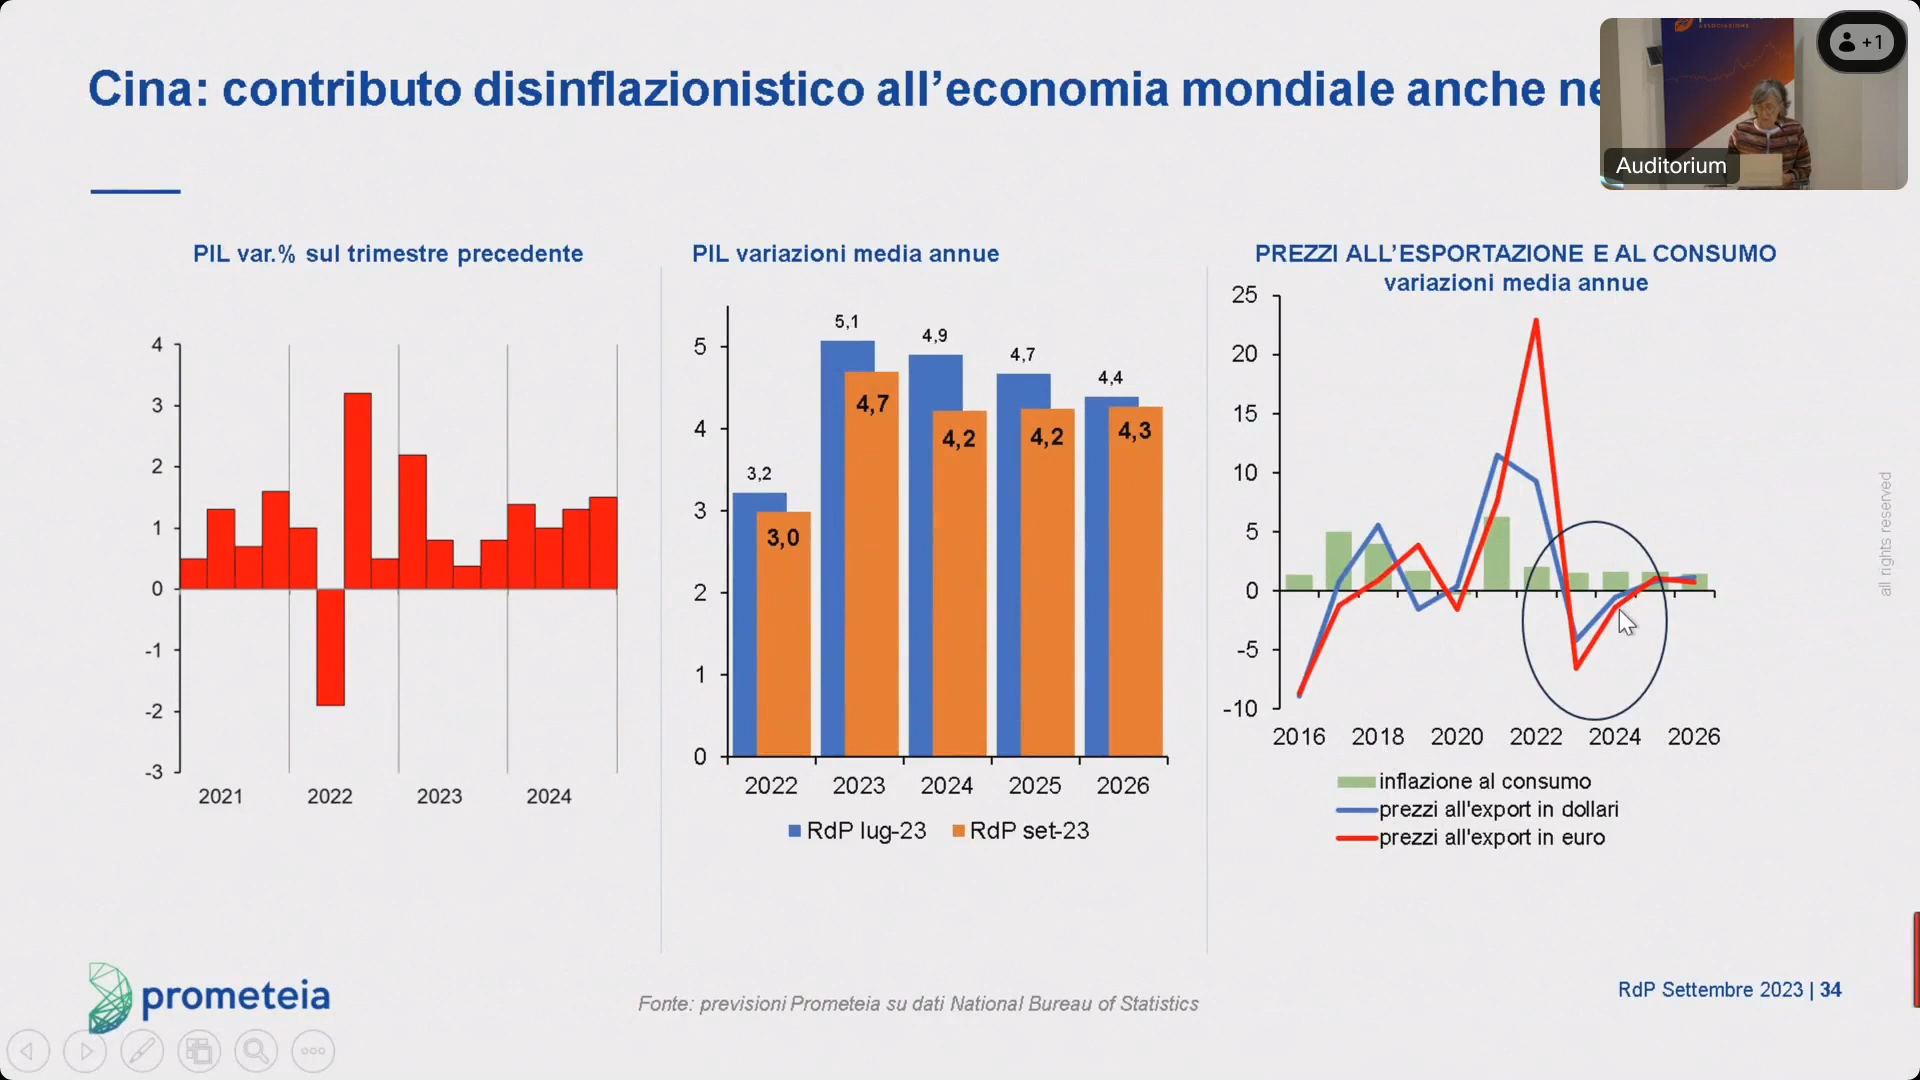 Cina: contributo disinflazionistico all'economia mondiale anche ne
+1
ASSOCIAZIONE
Auditorium
PIL var.% sul trimestre precedente
4
3
2
1
0
-1
-2
-3
2021 2022 2023 2024
PIL variazioni media annue
5
4
3
2
1
0
3,2 5,1 4,9 4,7 4,4
3,0 4,7 4,2 4,2 4,3
2022 2023 2024 2025 2026
RdP lug-23 RdP set-23
PREZZI ALL'ESPORTAZIONE E AL CONSUMO
variazioni media annue
25
20
15
10
5
0
-5
-10
2016 2018 2020 2022 2024 2026
inflazione al consumo
prezzi all'export in dollari
prezzi all'export in euro
all rights reserved
prometeia
Fonte: previsioni Prometeia su dati National Bureau of Statistics
RdP Settembre 2023 | 34